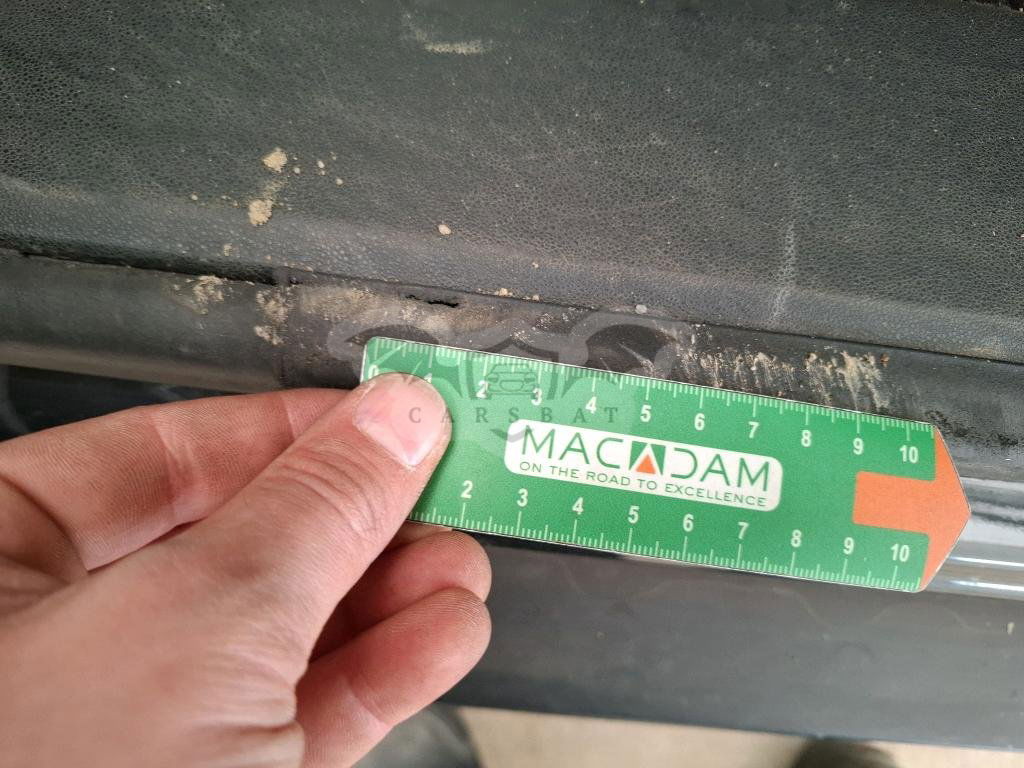 0 1 2 3 4 5 6 7 8 9 10
CARSBAT
MACADAM
ON THE ROAD TO EXCELLENCE
2 3 4 5 6 7 8 9 10